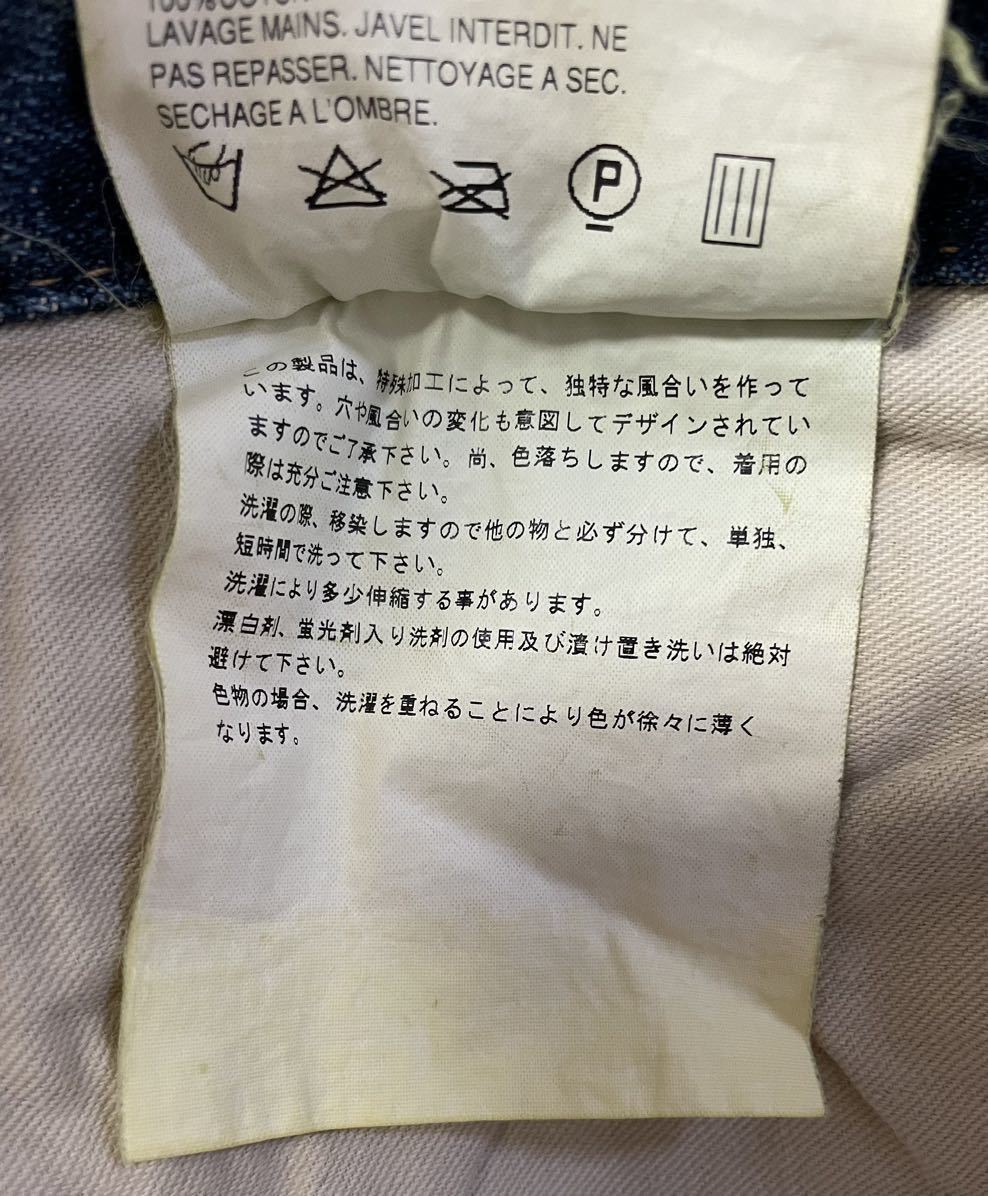 100%COTON
LAVAGE MAINS. JAVEL INTERDIT. NE
PAS REPASSER. NETTOYAGE A SEC.
SECHAGE A L'OMBRE.
P
この製品は、特殊加工によって、独特な風合いを作って
います。穴や風合いの変化も意図してデザインされてい
ますのでご了承下さい。尚、色落ちしますので、着用の
際は充分ご注意下さい。
洗濯の際、移染しますので他の物と必ず分けて、単独、
短時間で洗って下さい。
洗濯により多少伸縮する事があります。
漂白剤、蛍光剤入り洗剤の使用及び漬け置き洗いは絶対
避けて下さい。
色物の場合、洗濯を重ねることにより色が徐々に薄く
なります。